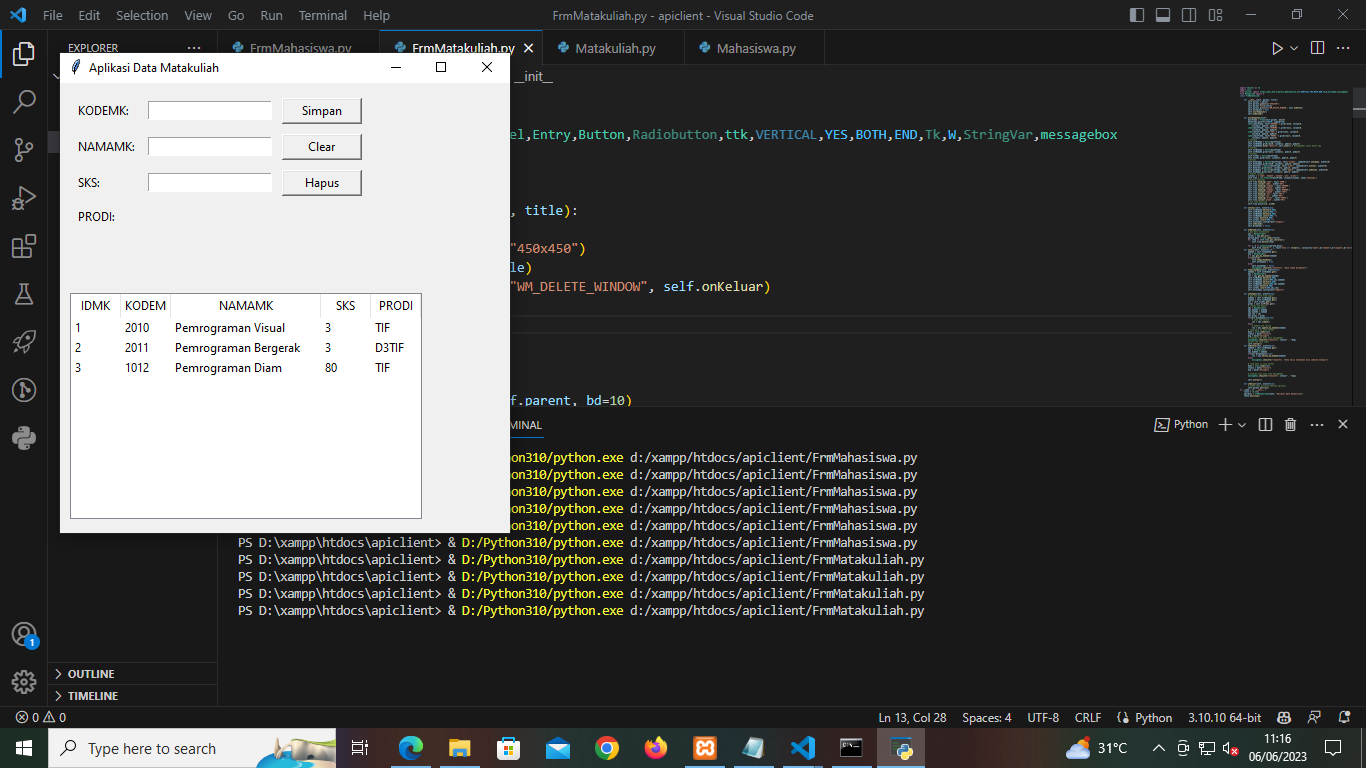 File Edit Selection View Go Run Terminal Help
FrmMatakuliah.py - apiclient - Visual Studio Code
EXPLORER
FrmMahasiswa.py
FrmMatakuliah.py
Matakuliah.py
Mahasiswa.py
Aplikasi Data Matakuliah
__init__
KODEMK:
Simpan
el,Entry,Button,Radiobutton,ttk,VERTICAL,YES,BOTH,END,Tk,W,StringVar,messagebox
NAMAMK:
Clear
SKS:
Hapus
PRODI:
, title):
"450x450")
le)
"WM_DELETE_WINDOW", self.onKeluar)
IDMK KODEM NAMAMK SKS PRODI
1 2010 Pemrograman Visual 3 TIF
2 2011 Pemrograman Bergerak 3 D3TIF
3 1012 Pemrograman Diam 80 TIF
f.parent, bd=10)
MINAL
Python
ython310/python.exe d:/xampp/htdocs/apiclient/FrmMahasiswa.py
ython310/python.exe d:/xampp/htdocs/apiclient/FrmMahasiswa.py
ython310/python.exe d:/xampp/htdocs/apiclient/FrmMahasiswa.py
ython310/python.exe d:/xampp/htdocs/apiclient/FrmMahasiswa.py
ython310/python.exe d:/xampp/htdocs/apiclient/FrmMahasiswa.py
PS D:\xampp\htdocs\apiclient> & D:/Python310/python.exe d:/xampp/htdocs/apiclient/FrmMahasiswa.py
PS D:\xampp\htdocs\apiclient> & D:/Python310/python.exe d:/xampp/htdocs/apiclient/FrmMatakuliah.py
PS D:\xampp\htdocs\apiclient> & D:/Python310/python.exe d:/xampp/htdocs/apiclient/FrmMatakuliah.py
PS D:\xampp\htdocs\apiclient> & D:/Python310/python.exe d:/xampp/htdocs/apiclient/FrmMatakuliah.py
PS D:\xampp\htdocs\apiclient> & D:/Python310/python.exe d:/xampp/htdocs/apiclient/FrmMatakuliah.py
1
OUTLINE
TIMELINE
0 0
Ln 13, Col 28 Spaces: 4 UTF-8 CRLF Python 3.10.10 64-bit
Type here to search
31°C
11:16
06/06/2023